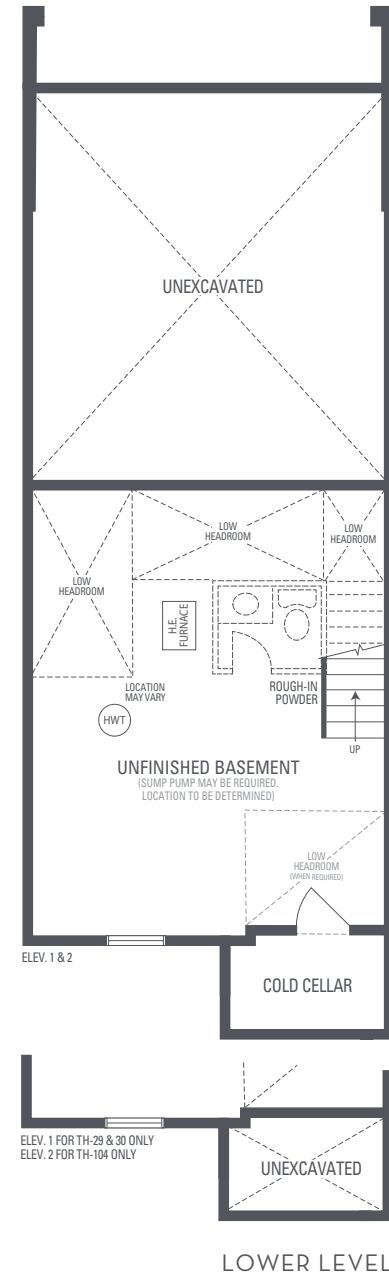 UNEXCAVATED
LOW
HEADROOM
LOW
HEADROOM
LOW
HEADROOM
H.E.
FURNACE
LOCATION
MAY VARY
ROUGH-IN
POWDER
HWT
UP
UNFINISHED BASEMENT
(SUMP PUMP MAY BE REQUIRED.
LOCATION TO BE DETERMINED)
LOW
HEADROOM
(WHEN REQUIRED)
ELEV. 1 & 2
COLD CELLAR
ELEV. 1 FOR TH-29 & 30 ONLY
ELEV. 2 FOR TH-104 ONLY
UNEXCAVATED
LOWER LEVEL